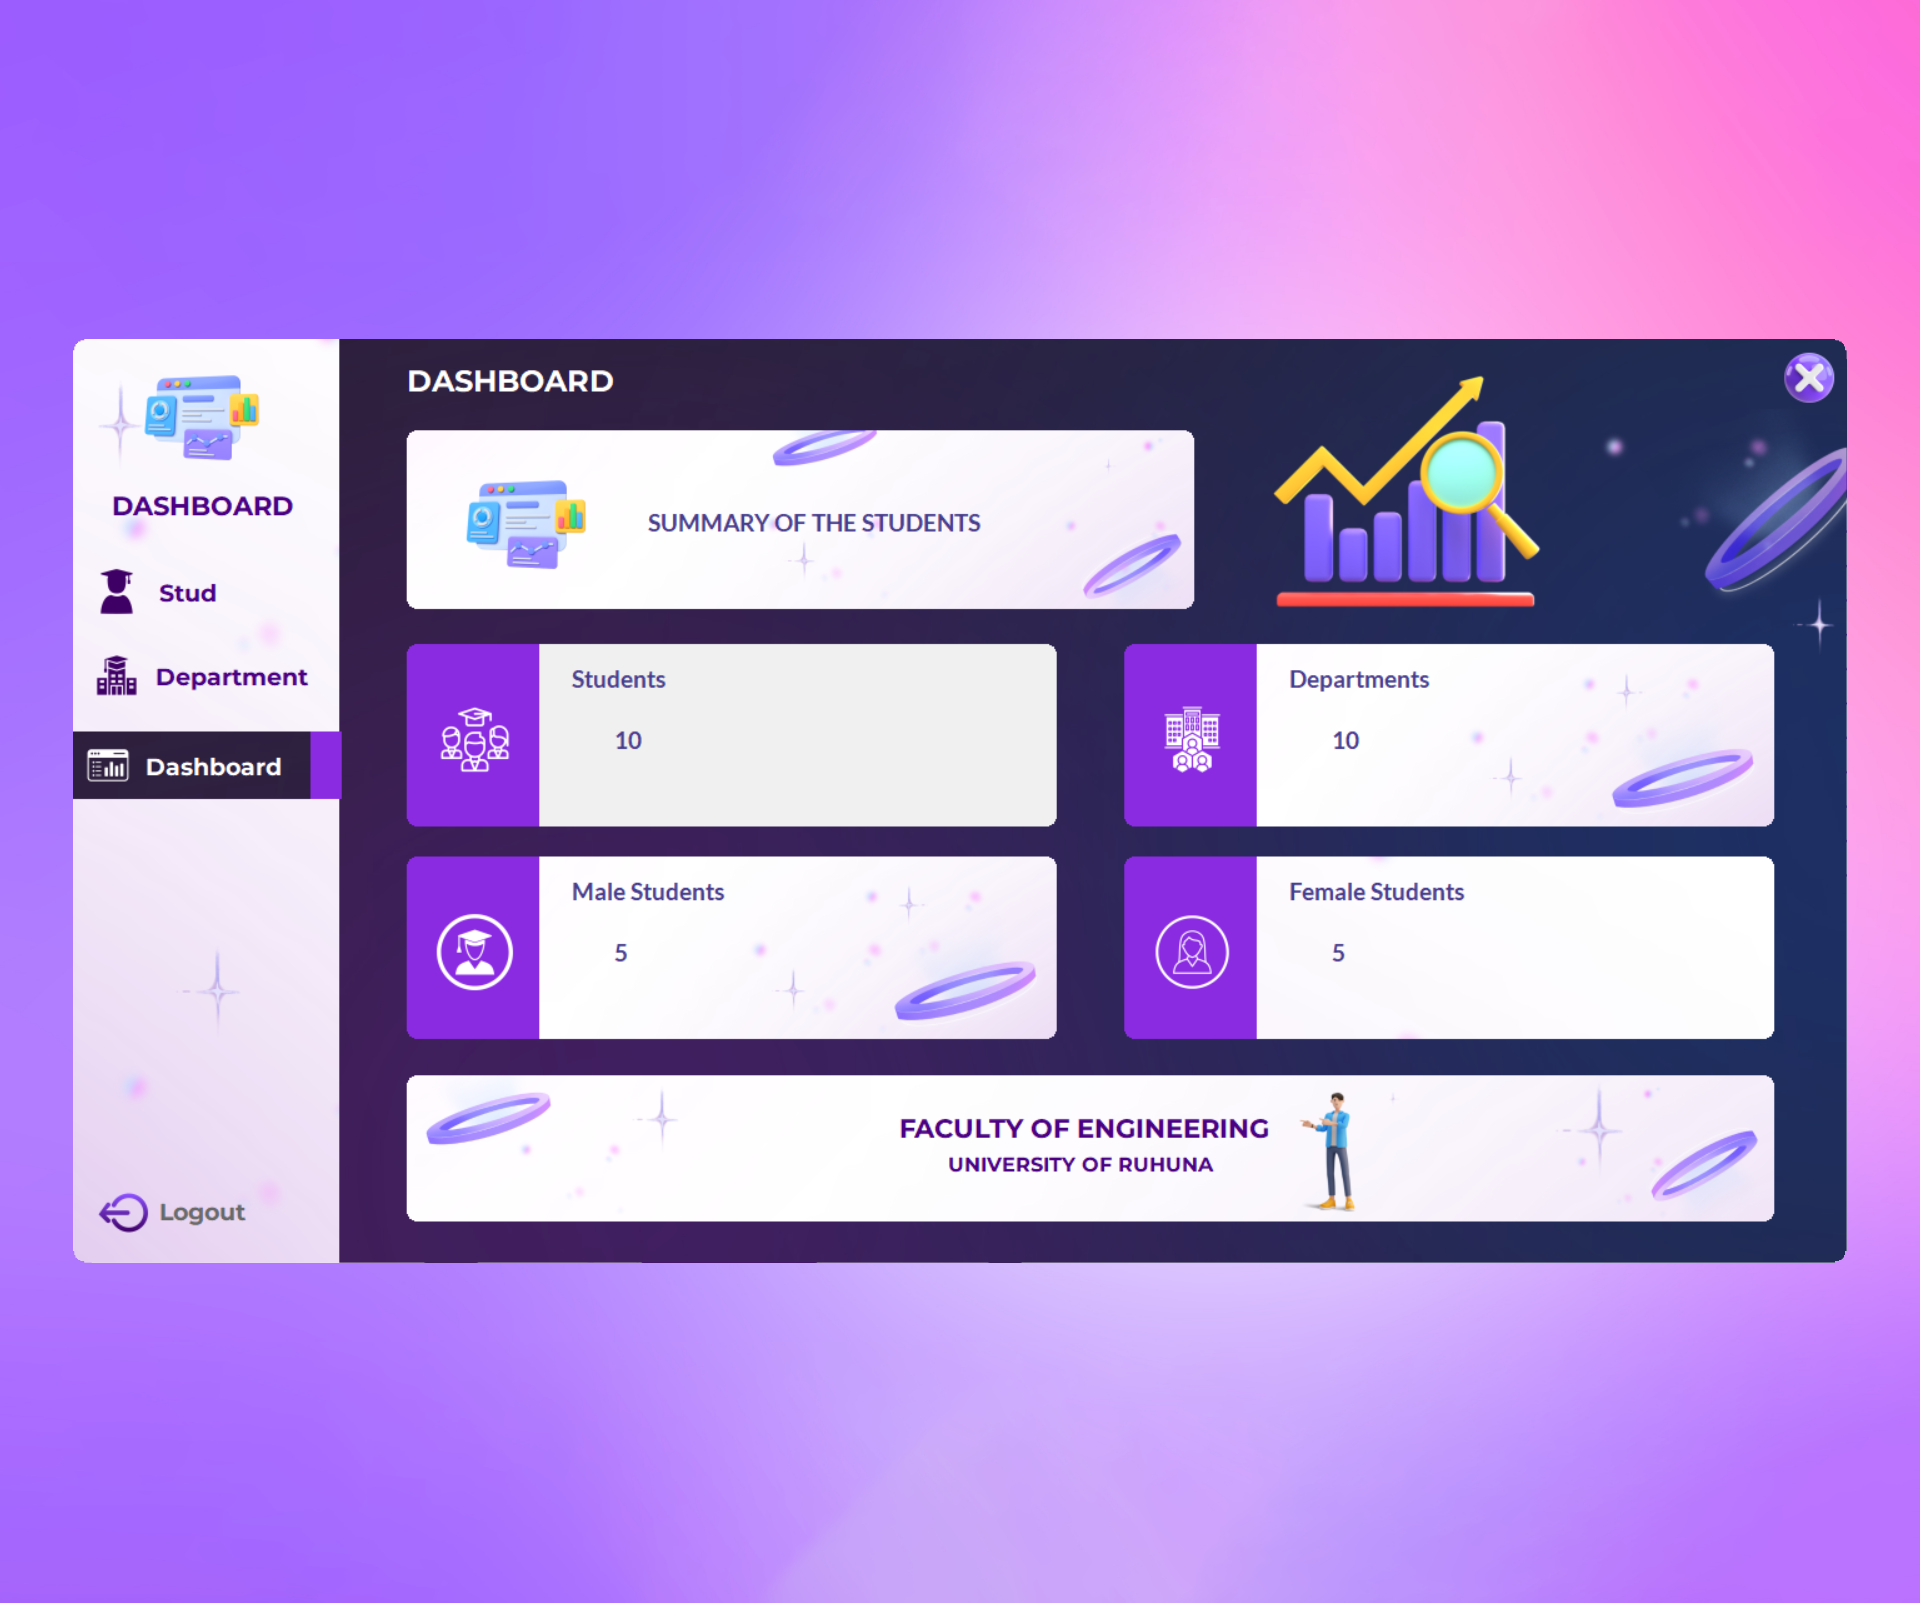 DASHBOARD
Stud
Department
Dashboard
Logout
DASHBOARD
SUMMARY OF THE STUDENTS
Students
10
Departments
10
Male Students
5
Female Students
5
FACULTY OF ENGINEERING
UNIVERSITY OF RUHUNA